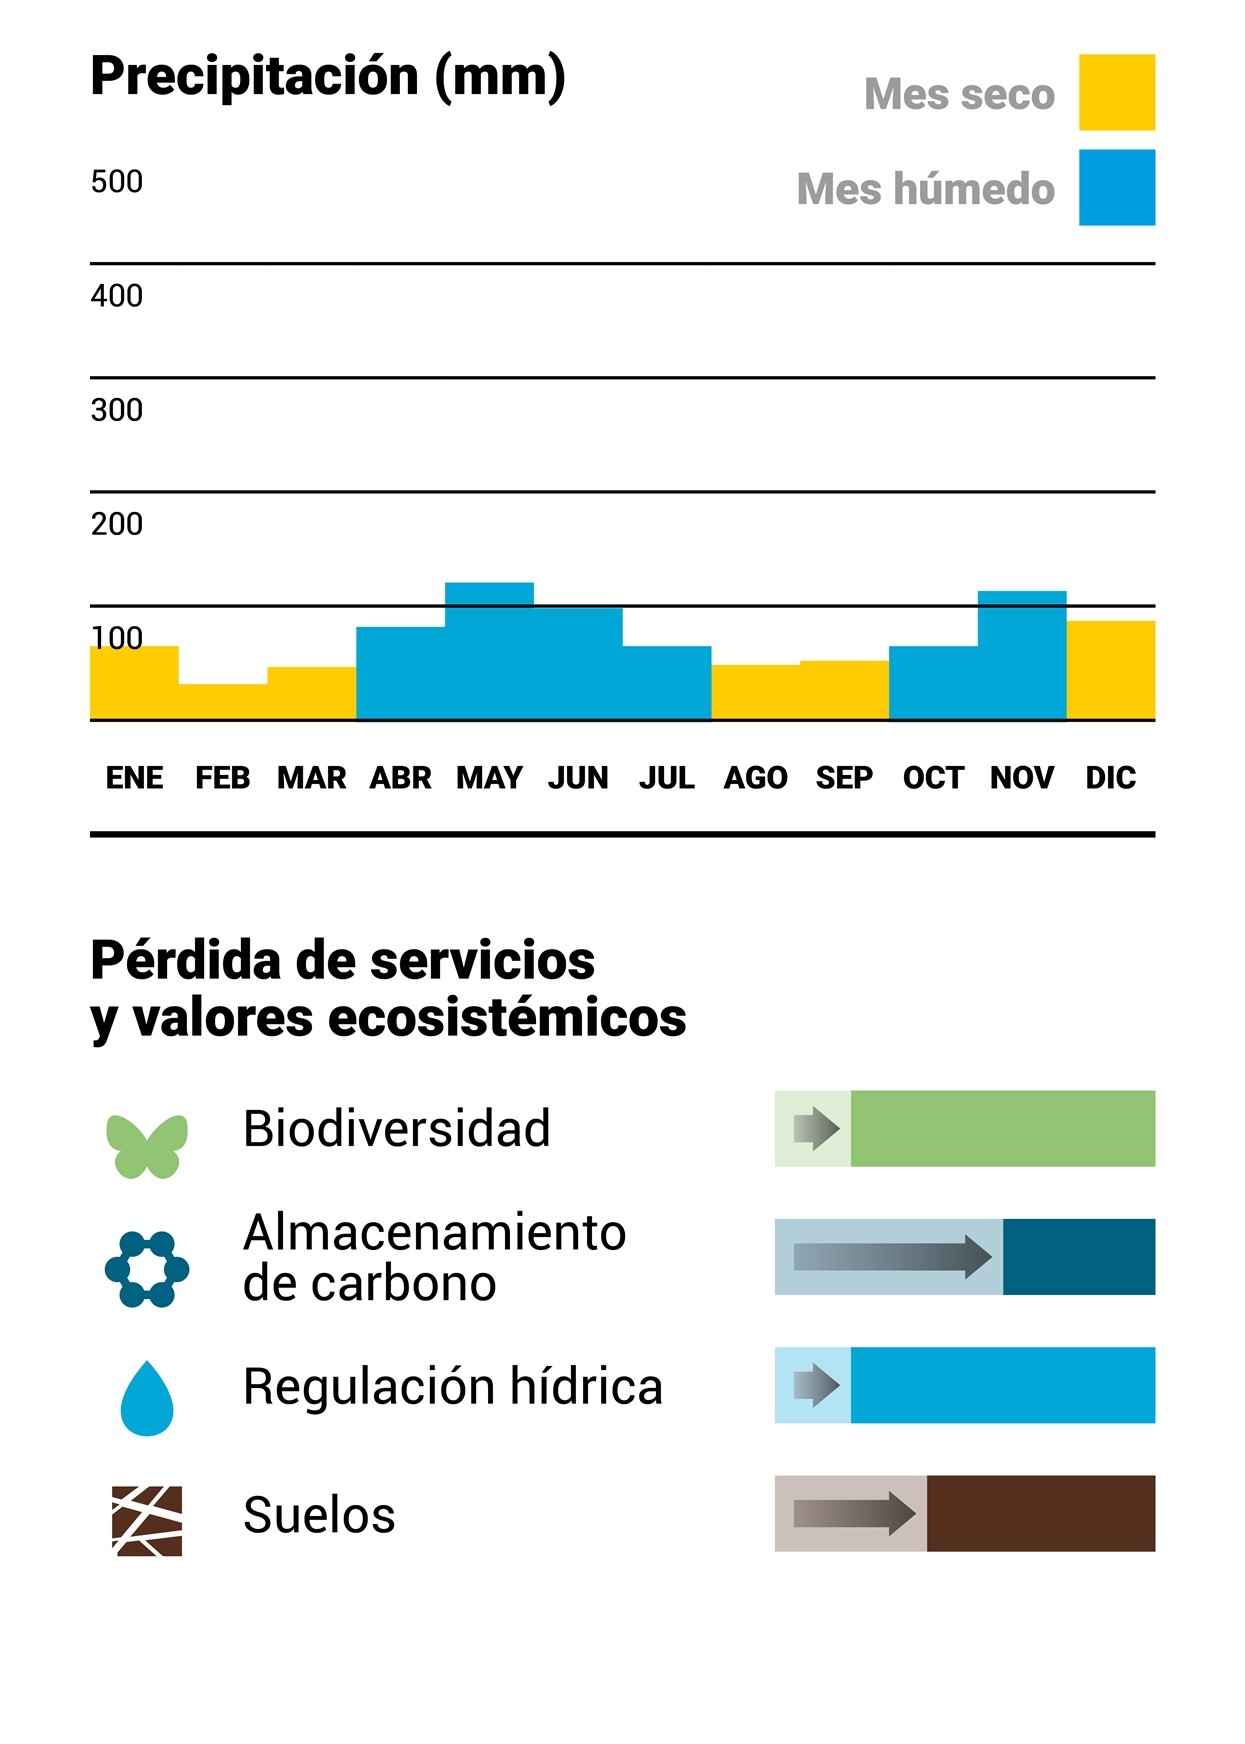 Precipitación (mm)
Mes seco
Mes húmedo
500
400
300
200
100
ENE FEB MAR ABR MAY JUN JUL AGO SEP OCT NOV DIC
Pérdida de servicios
y valores ecosistémicos
Biodiversidad
Almacenamiento
de carbono
Regulación hídrica
Suelos